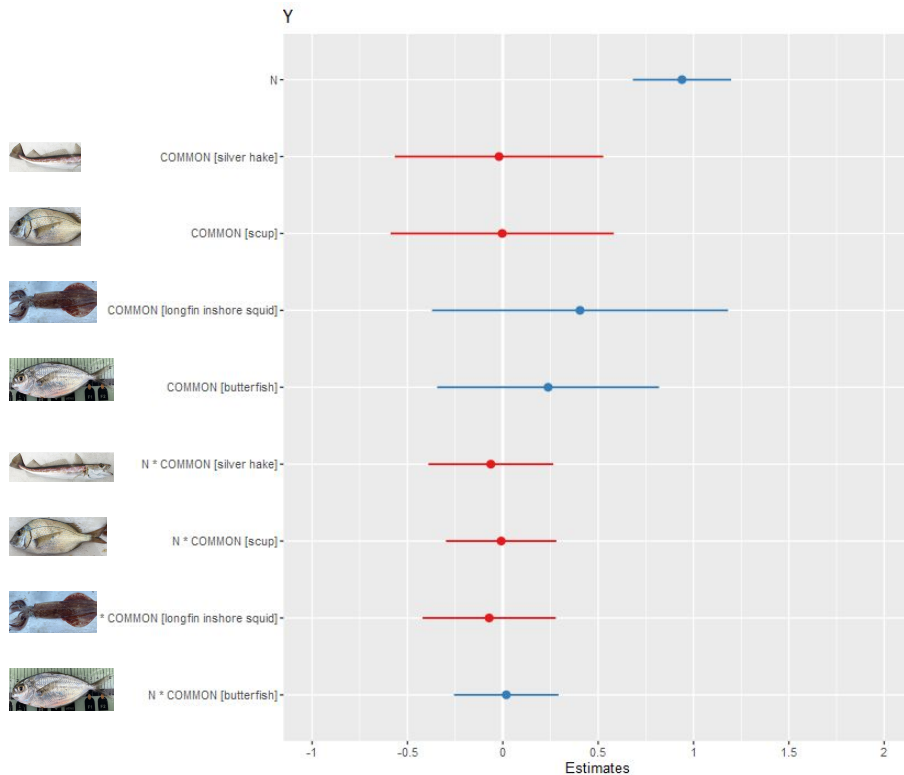 Y
N
COMMON [silver hake]
COMMON [scup]
COMMON [longfin inshore squid]
COMMON [butterfish]
N * COMMON [silver hake]
N * COMMON [scup]
* COMMON [longfin inshore squid]
N * COMMON [butterfish]
-1 -0.5 0 0.5 1 1.5 2
Estimates